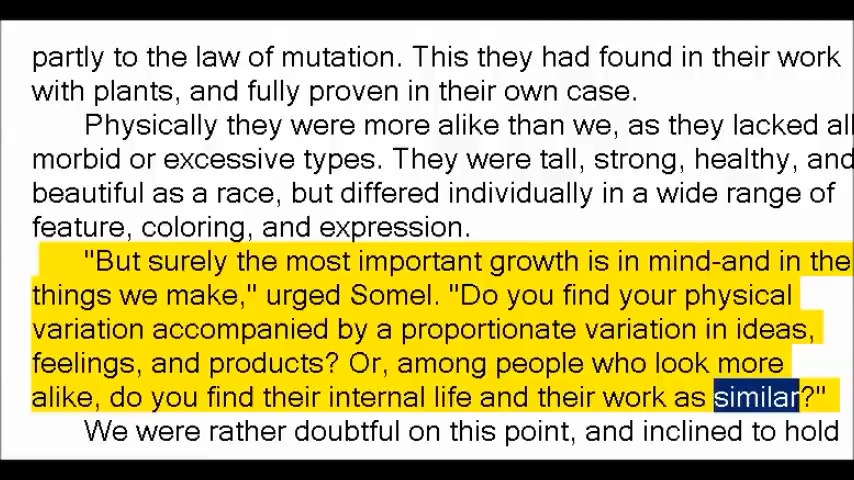 partly to the law of mutation. This they had found in their work
with plants, and fully proven in their own case.
Physically they were more alike than we, as they lacked all
morbid or excessive types. They were tall, strong, healthy, and
beautiful as a race, but differed individually in a wide range of
feature, coloring, and expression.
"But surely the most important growth is in mind-and in the
things we make," urged Somel. "Do you find your physical
variation accompanied by a proportionate variation in ideas,
feelings, and products? Or, among people who look more
alike, do you find their internal life and their work as similar?"
We were rather doubtful on this point, and inclined to hold